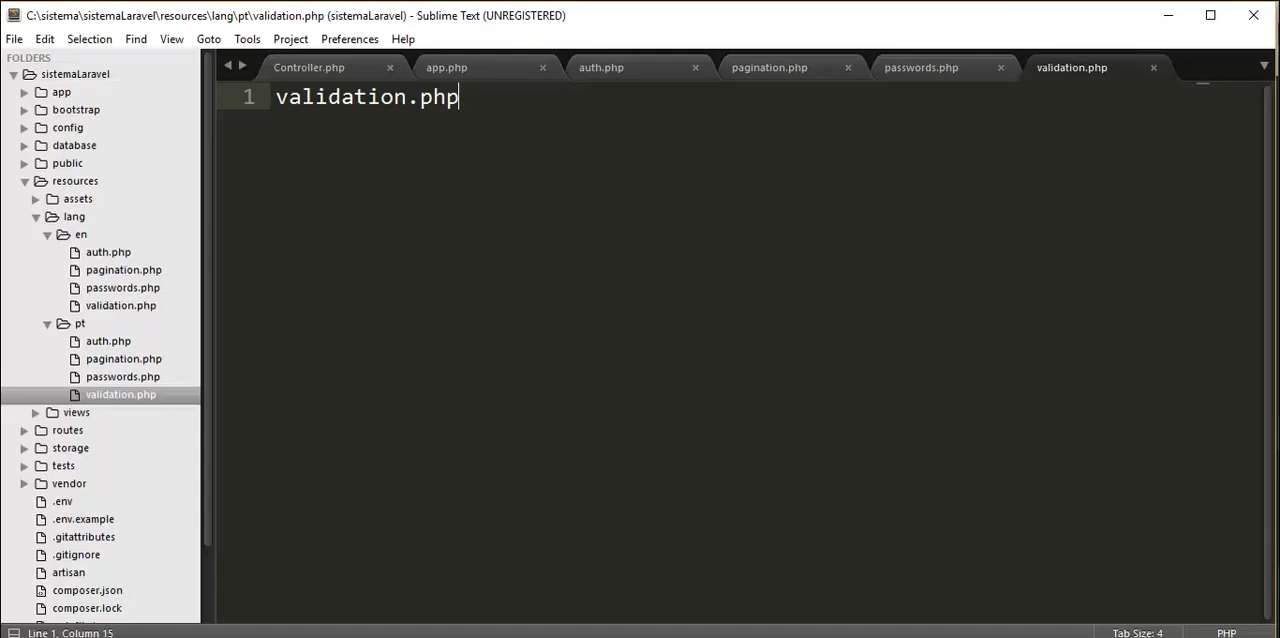 C:\sistema\sistemaLaravel\resources\lang\pt\validation.php (sistemaLaravel) - Sublime Text (UNREGISTERED)
File Edit Selection Find View Goto Tools Project Preferences Help
FOLDERS
sistemaLaravel
app
bootstrap
config
database
public
resources
assets
lang
en
auth.php
pagination.php
passwords.php
validation.php
pt
auth.php
pagination.php
passwords.php
validation.php
views
routes
storage
tests
vendor
.env
.env.example
.gitattributes
.gitignore
artisan
composer.json
composer.lock
Controller.php app.php auth.php pagination.php passwords.php validation.php
1 validation.php
Line 1, Column 15 Tab Size: 4 PHP